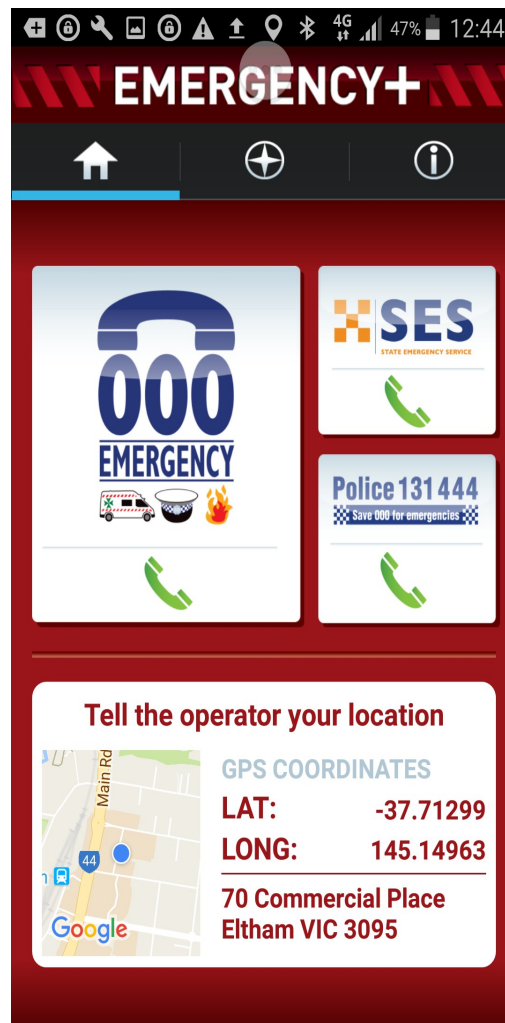 4G 47% 12:44
EMERGENCY+
000
EMERGENCY
SES
STATE EMERGENCY SERVICE
Police 131 444
Save 000 for emergencies
Tell the operator your location
Main Rd
44
n
Google
GPS COORDINATES
LAT: -37.71299
LONG: 145.14963
70 Commercial Place
Eltham VIC 3095